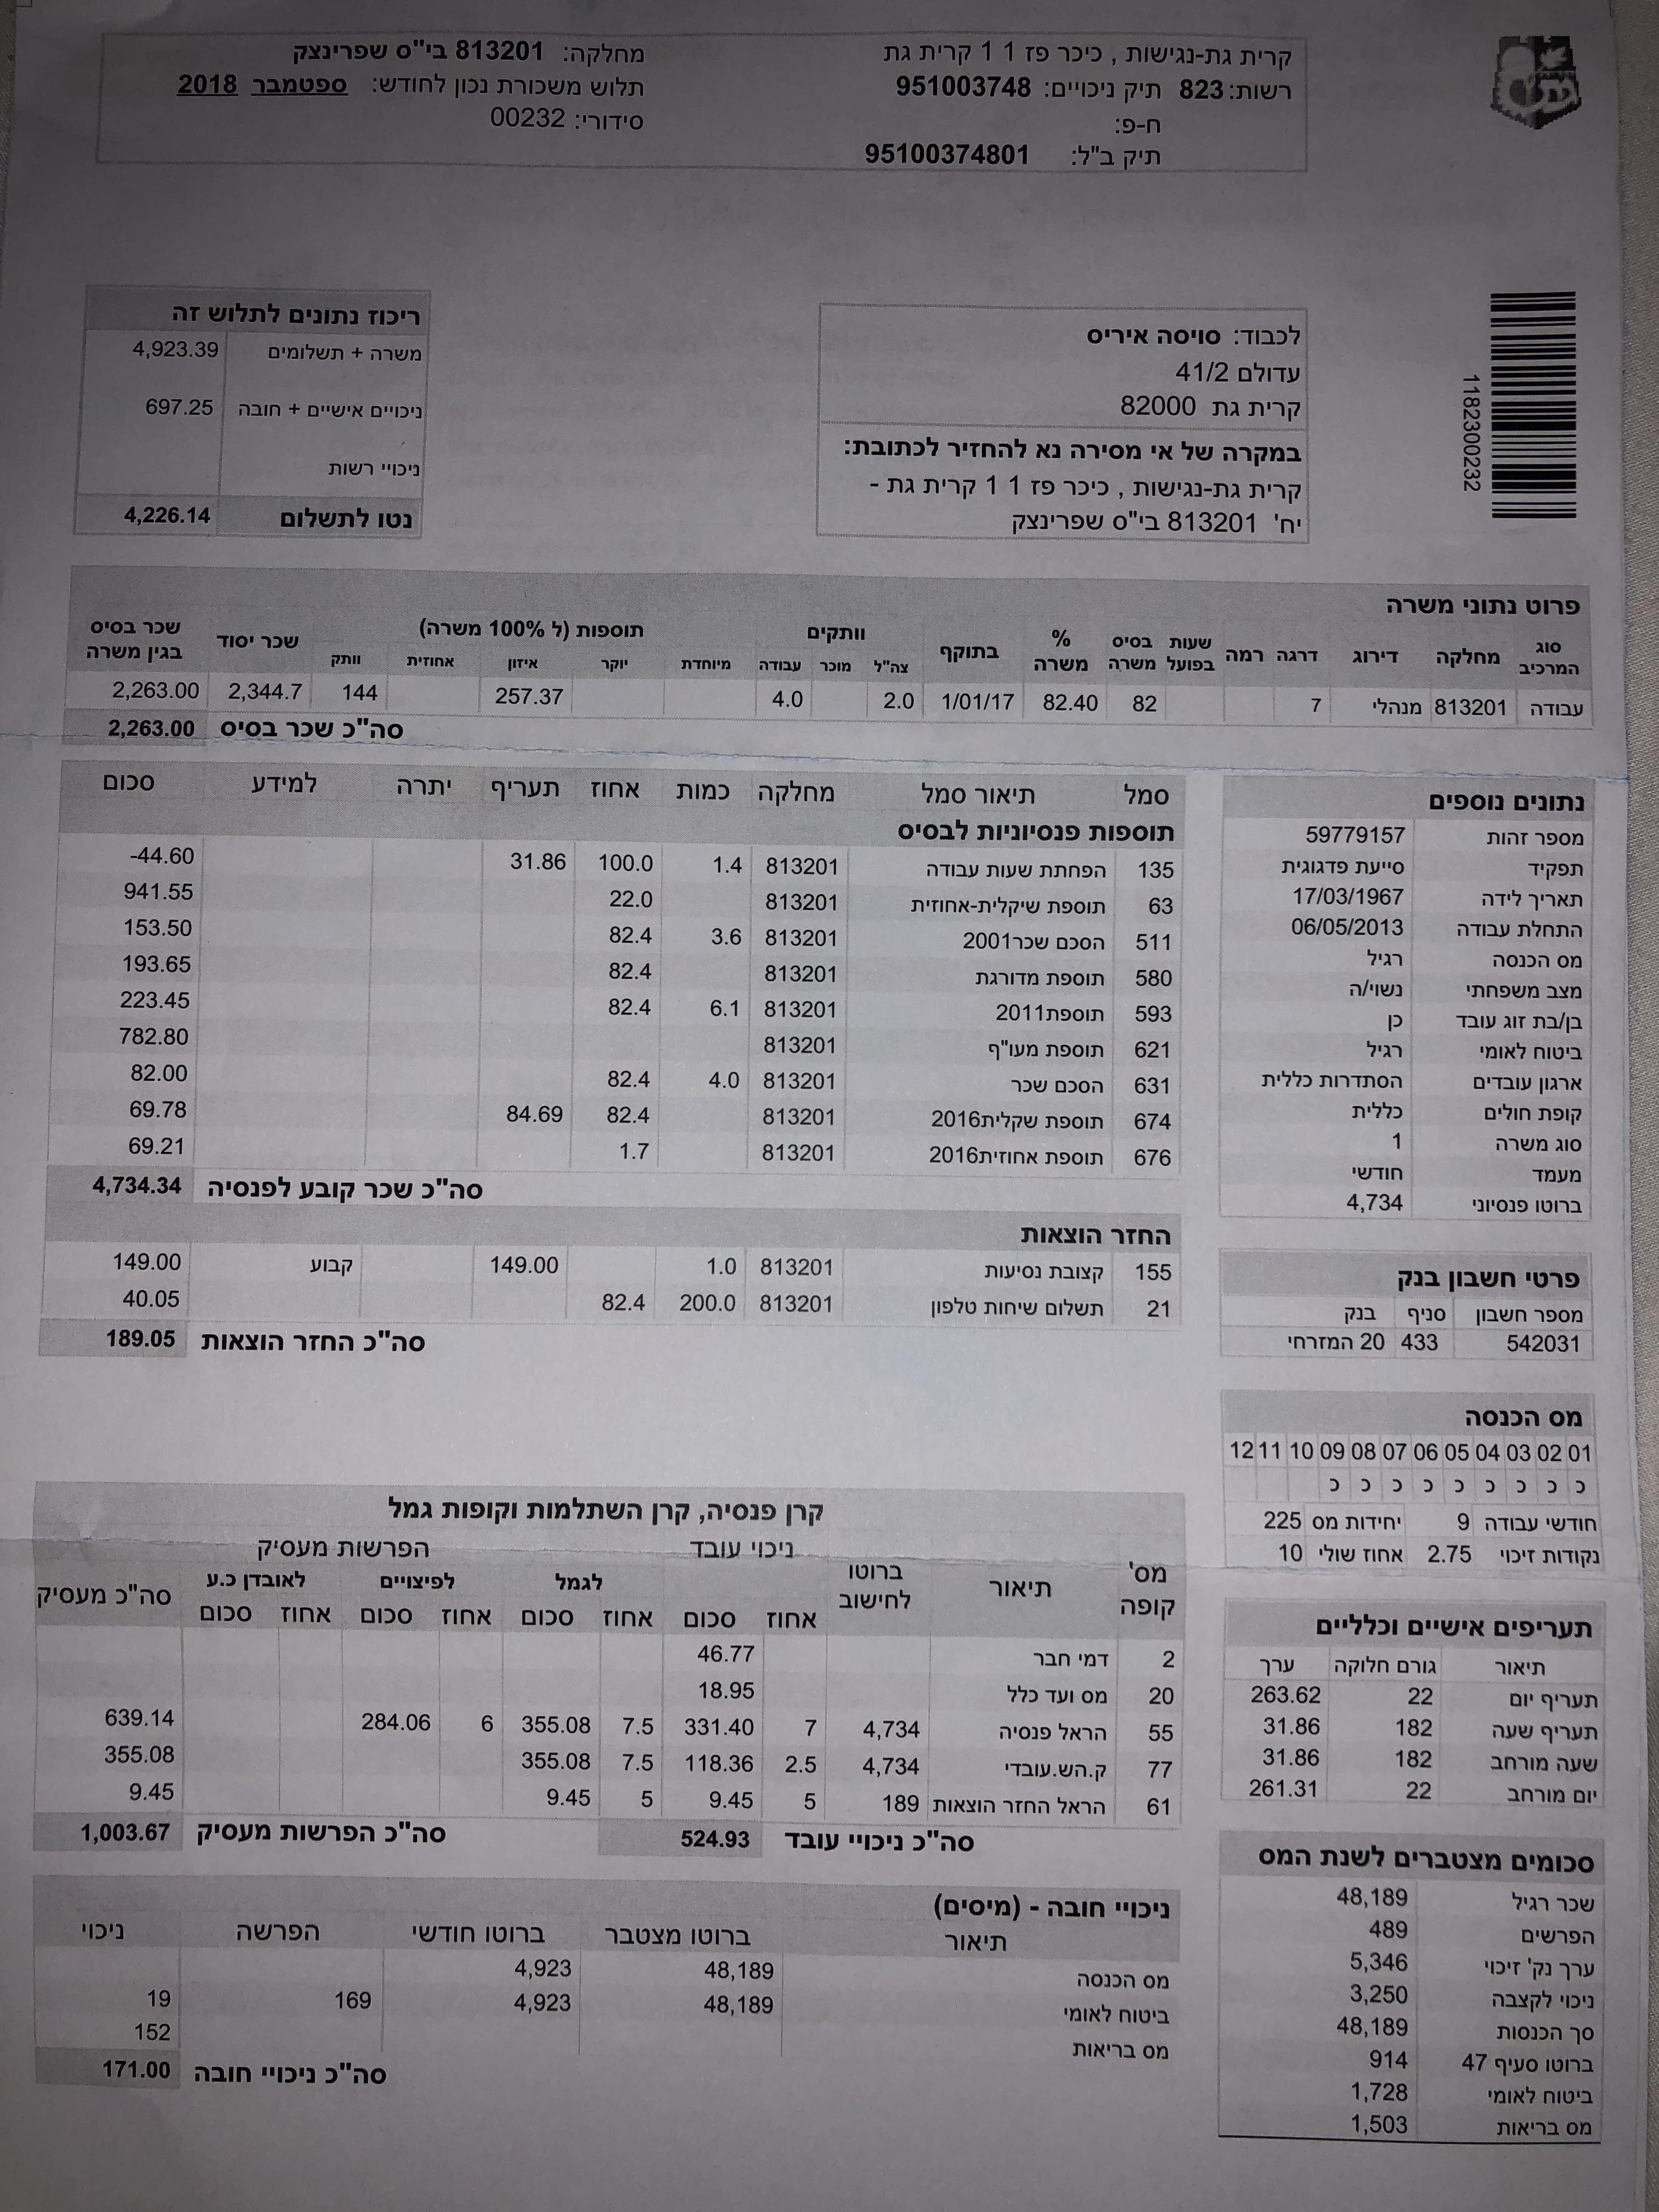 קרית גת-נגישות , כיכר פז 1 1 קרית גת
רשות: 823 תיק ניכויים: 951003748
ח-פ:
תיק ב"ל: 95100374801
מחלקה: 813201 בי"ס שפרינצק
תלוש משכורת נכון לחודש: ספטמבר 2018
סידורי: 00232
1182300232
לכבוד: סויסה איריס
עדולם 41/2
קרית גת 82000
במקרה של אי מסירה נא להחזיר לכתובת:
קרית גת-נגישות , כיכר פז 1 1 קרית גת -
יח' 813201 בי"ס שפרינצק
ריכוז נתונים לתלוש זה
משרה + תשלומים 4,923.39
ניכויים אישיים + חובה 697.25
ניכויי רשות
נטו לתשלום 4,226.14
פרוט נתוני משרה
סוג המרכיב מחלקה דירוג דרגה רמה שעות בפועל בסיס משרה % משרה בתוקף וותקים צה"ל מוכר עבודה תוספות (ל 100% משרה) מיוחדת יוקר איזון אחוזית וותק שכר יסוד שכר בסיס בגין משרה
עבודה 813201 מנהלי 7 82 82.40 1/01/17 2.0 4.0 257.37 144 2,344.7 2,263.00
סה"כ שכר בסיס 2,263.00
סמל תיאור סמל מחלקה כמות אחוז תעריף יתרה למידע סכום
תוספות פנסיוניות לבסיס
135 הפחתת שעות עבודה 813201 1.4 100.0 31.86 -44.60
63 תוספת שיקלית-אחוזית 813201 22.0 941.55
511 הסכם שכר2001 813201 3.6 82.4 153.50
580 תוספת מדורגת 813201 82.4 193.65
593 תוספת2011 813201 6.1 82.4 223.45
621 תוספת מעו"ף 813201 782.80
631 הסכם שכר 813201 4.0 82.4 82.00
674 תוספת שקלית2016 813201 82.4 84.69 69.78
676 תוספת אחוזית2016 813201 1.7 69.21
סה"כ שכר קובע לפנסיה 4,734.34
החזר הוצאות
155 קצובת נסיעות 813201 1.0 149.00 קבוע 149.00
21 תשלום שיחות טלפון 813201 200.0 82.4 40.05
סה"כ החזר הוצאות 189.05
נתונים נוספים
מספר זהות 59779157
תפקיד סייעת פדגוגית
תאריך לידה 17/03/1967
התחלת עבודה 06/05/2013
מס הכנסה רגיל
מצב משפחתי נשוי/ה
בן/בת זוג עובד כן
ביטוח לאומי רגיל
ארגון עובדים הסתדרות כללית
קופת חולים כללית
סוג משרה 1
מעמד חודשי
ברוטו פנסיוני 4,734
פרטי חשבון בנק
מספר חשבון סניף בנק
542031 433 20 המזרחי
מס הכנסה
01 02 03 04 05 06 07 08 09 10 11 12
כ כ כ כ כ כ כ כ כ
חודשי עבודה 9 יחידות מס 225
נקודות זיכוי 2.75 אחוז שולי 10
תעריפים אישיים וכלליים
תיאור גורם חלוקה ערך
תעריף יום 22 263.62
תעריף שעה 182 31.86
שעה מורחב 182 31.86
יום מורחב 22 261.31
סכומים מצטברים לשנת המס
שכר רגיל 48,189
הפרשים 489
ערך נק' זיכוי 5,346
ניכוי לקצבה 3,250
סך הכנסות 48,189
ברוטו סעיף 47 914
ביטוח לאומי 1,728
מס בריאות 1,503
קרן פנסיה, קרן השתלמות וקופות גמל
ניכוי עובד הפרשות מעסיק
מס' קופה תיאור ברוטו לחישוב אחוז סכום לגמל אחוז סכום לפיצויים אחוז סכום לאובדן כ.ע אחוז סכום סה"כ מעסיק
2 דמי חבר 46.77
20 מס ועד כלל 18.95
55 הראל פנסיה 4,734 7 331.40 7.5 355.08 6 284.06 639.14
77 ק.הש.עובדי 4,734 2.5 118.36 7.5 355.08 355.08
61 הראל החזר הוצאות 189 5 9.45 5 9.45 9.45
סה"כ ניכויי עובד 524.93 סה"כ הפרשות מעסיק 1,003.67
ניכויי חובה - (מיסים)
תיאור ברוטו מצטבר ברוטו חודשי הפרשה ניכוי
מס הכנסה 48,189 4,923
ביטוח לאומי 48,189 4,923 169 19
מס בריאות 152
סה"כ ניכויי חובה 171.00